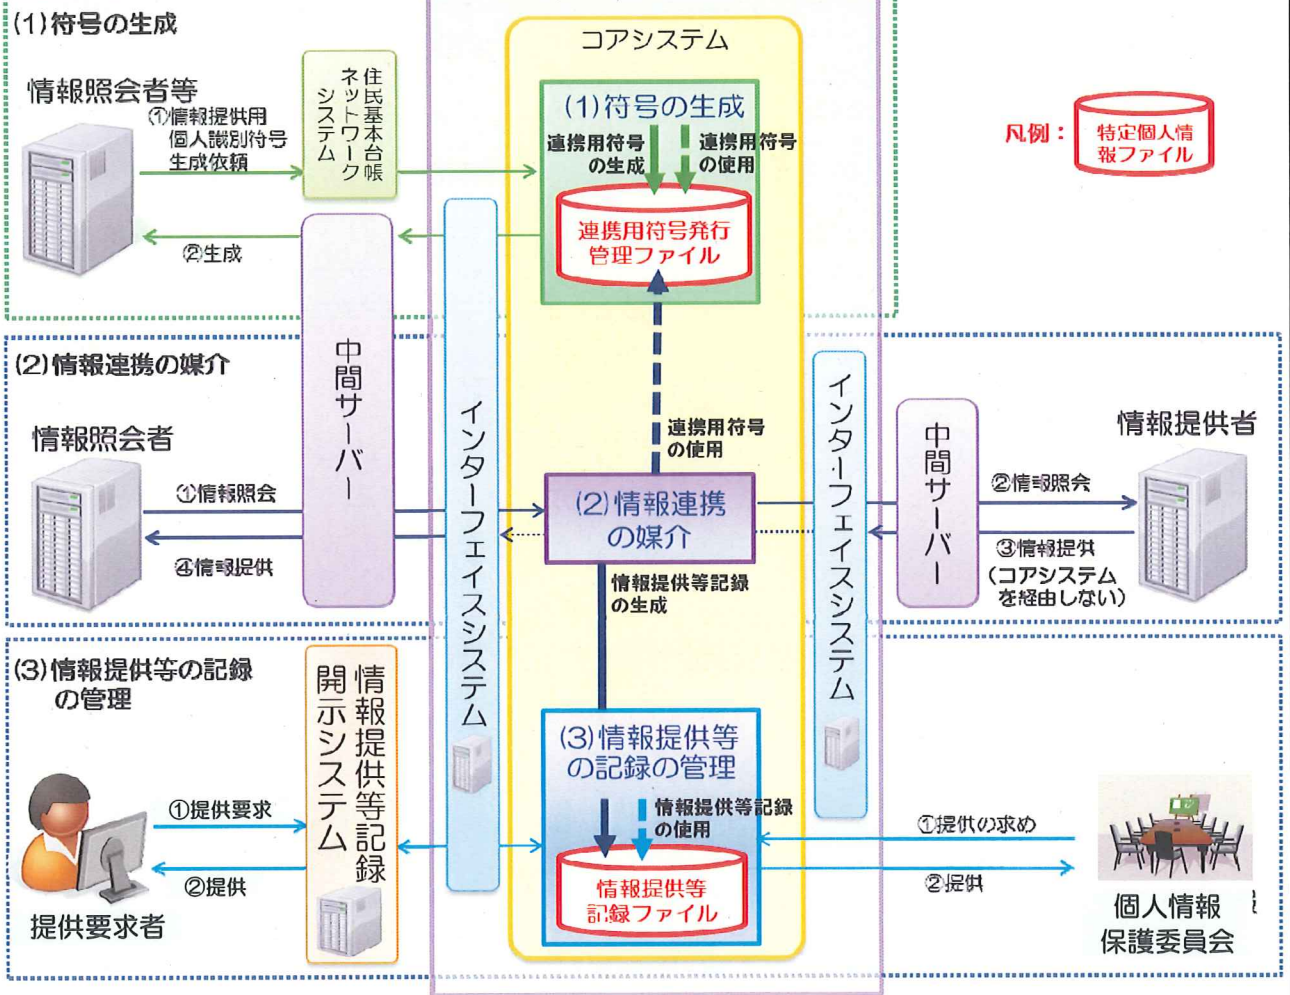 (1)符号の生成
コアシステム
情報照会者等
①情報提供用
個人識別符号
生成依頼
住民基本台帳
ネットワーク
システム
(1)符号の生成
連携用符号
の生成
連携用符号
の使用
凡例：
特定個人情
報ファイル
連携用符号発行
管理ファイル
②生成
(2)情報連携の媒介
中間サーバー
インターフェイスシステム
インターフェイスシステム
中間サーバー
情報照会者
情報提供者
連携用符号
の使用
①情報照会
(2)情報連携
の媒介
②情報照会
④情報提供
③情報提供
(コアシステム
を経由しない)
情報提供等記録
の生成
(3)情報提供等の記録
の管理
情報提供等記録
開示システム
(3)情報提供等
の記録の管理
情報提供等記録
の使用
①提供要求
①提供の求め
②提供
②提供
情報提供等
記録ファイル
提供要求者
個人情報
保護委員会